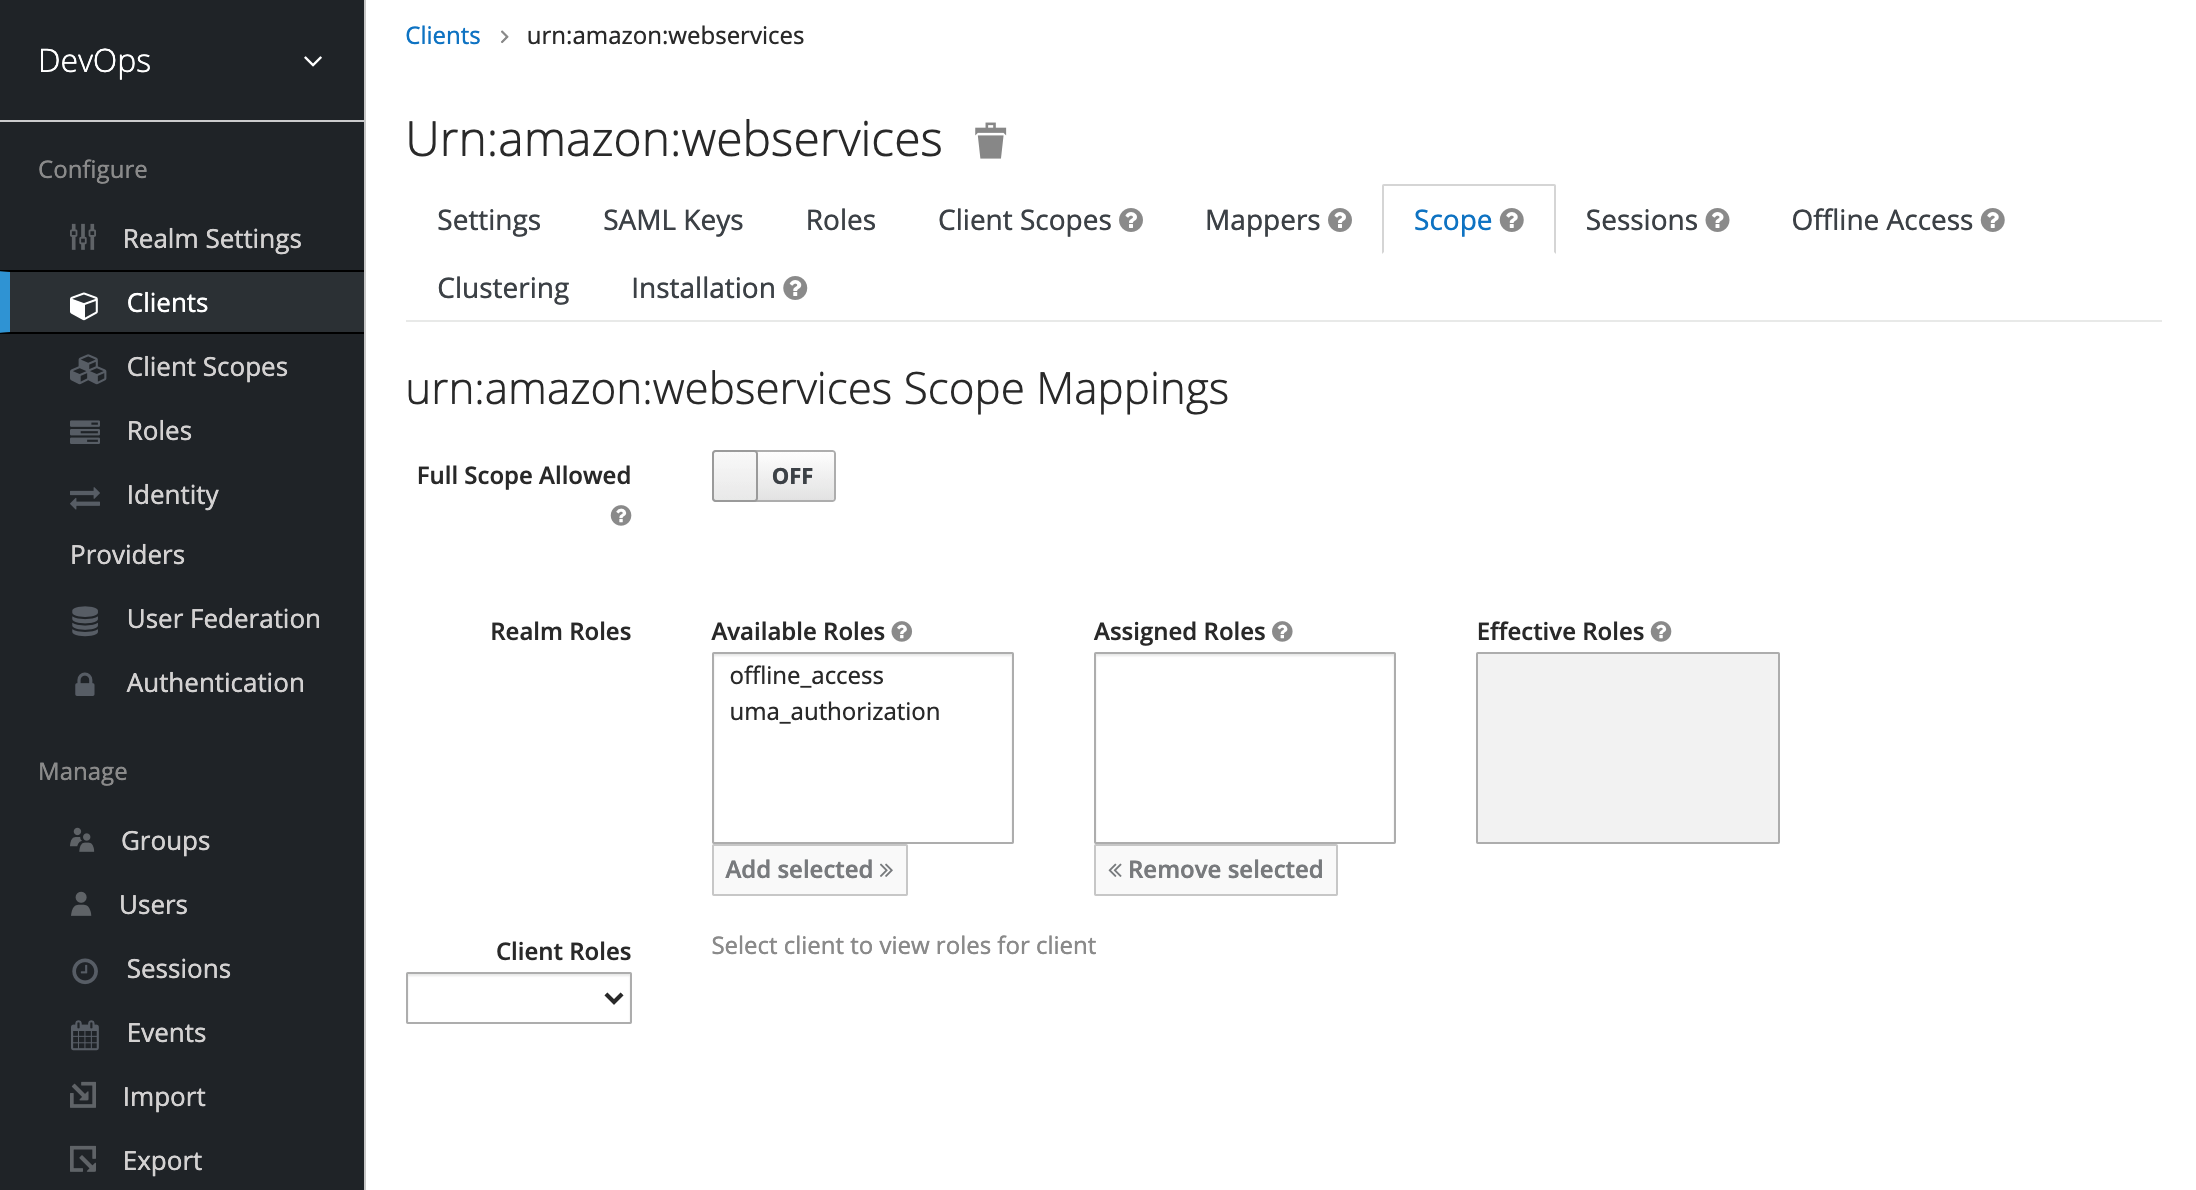 DevOps
Configure
Realm Settings
Clients
Client Scopes
Roles
Identity
Providers
User Federation
Authentication
Manage
Groups
Users
Sessions
Events
Import
Export
Clients > urn:amazon:webservices
Urn:amazon:webservices
Settings SAML Keys Roles Client Scopes Mappers Scope Sessions Offline Access
Clustering Installation
urn:amazon:webservices Scope Mappings
Full Scope Allowed OFF
Realm Roles Available Roles Assigned Roles Effective Roles
offline_access
uma_authorization
Add selected » « Remove selected
Client Roles Select client to view roles for client